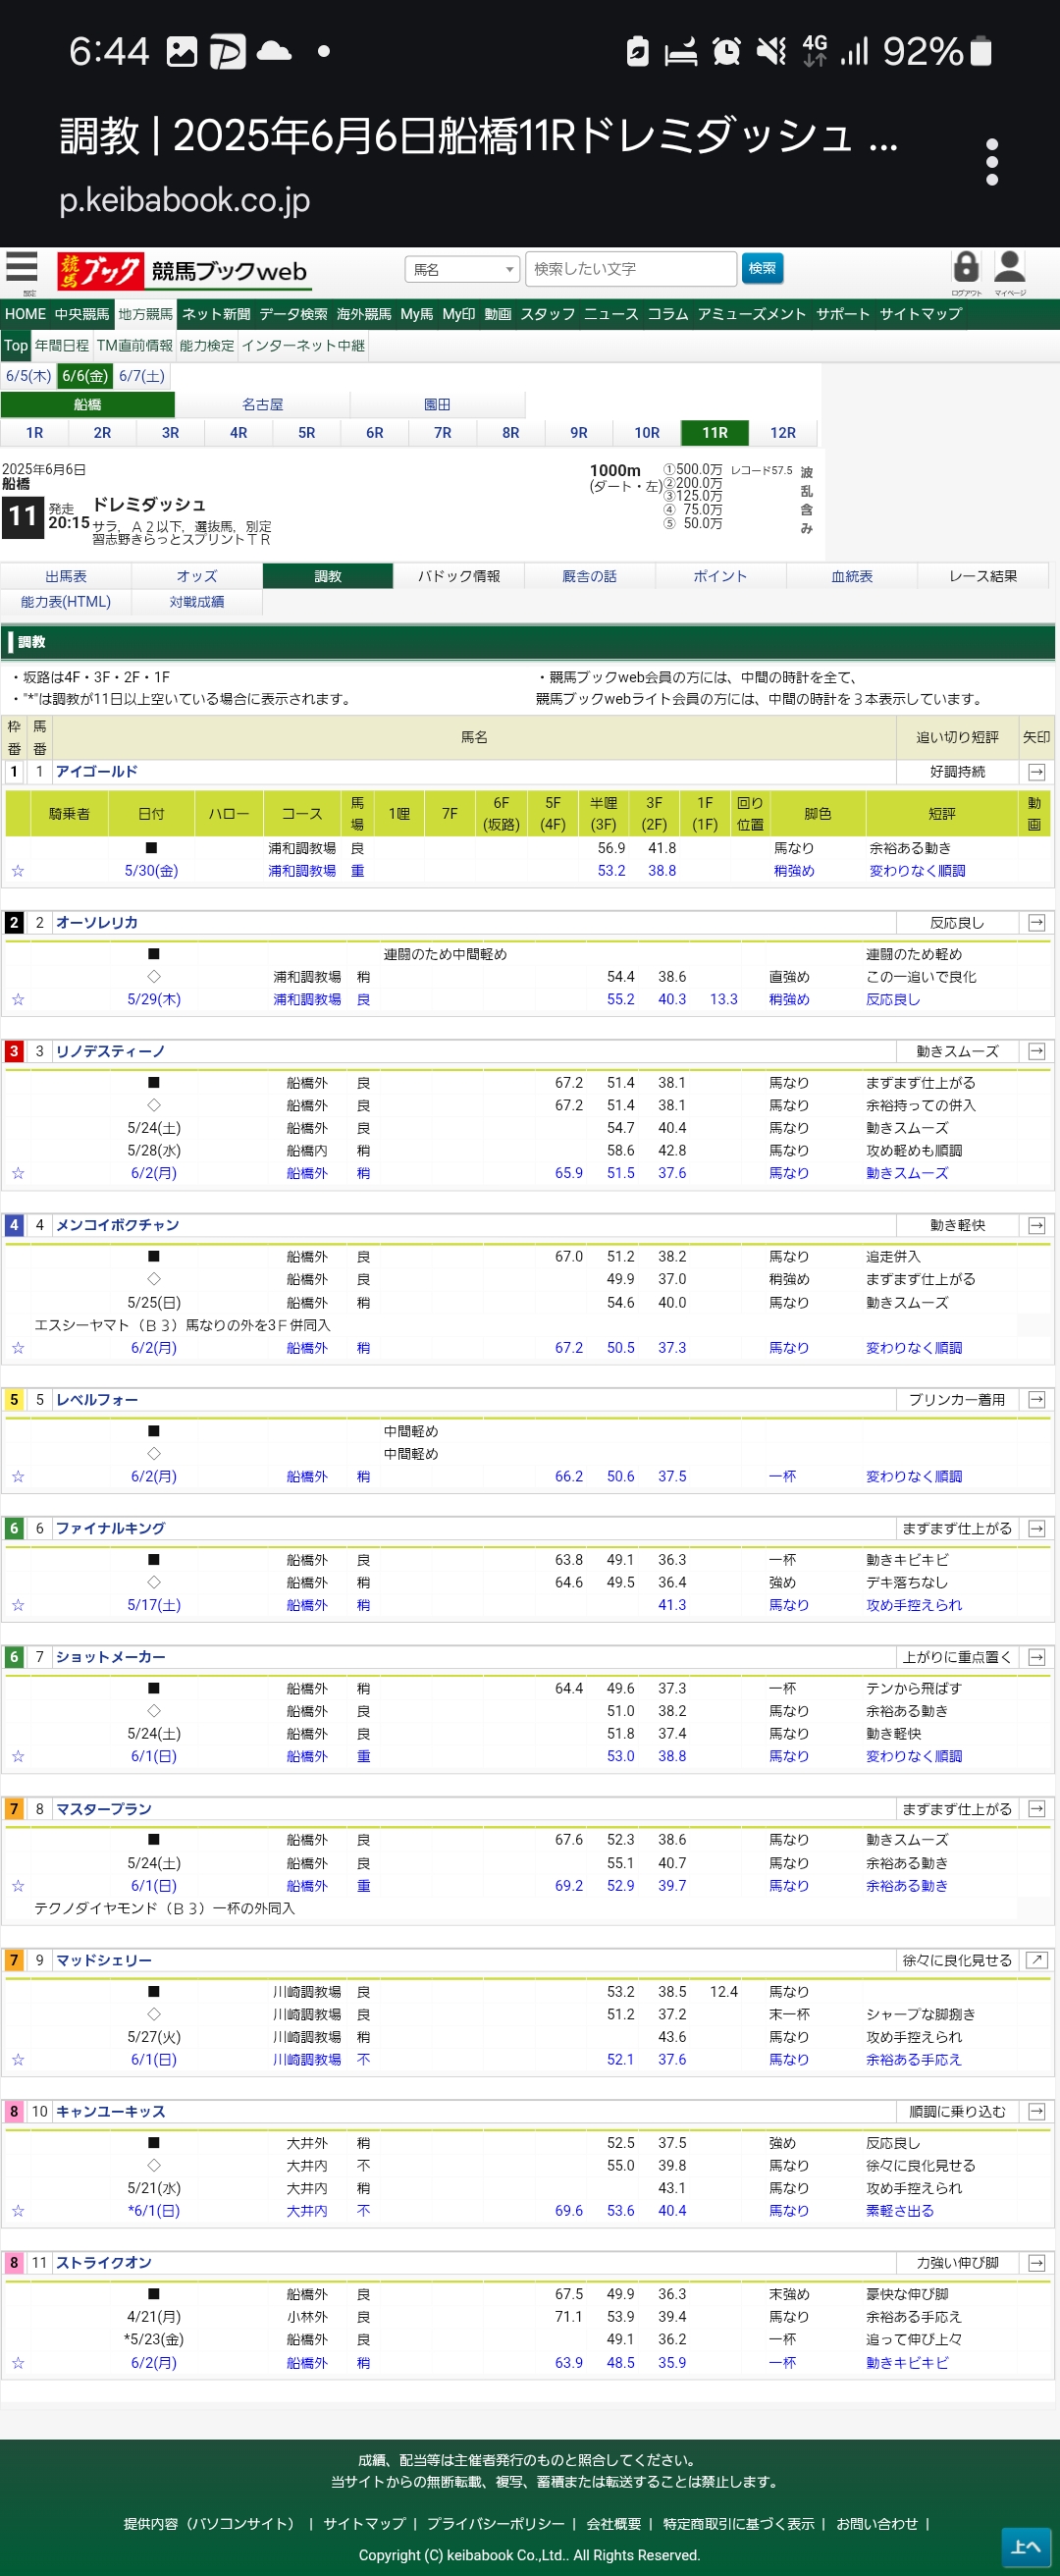 6:44
4G
92%
調教 | 2025年6月6日船橋11Rドレミダッシュ ...
p.keibabook.co.jp
競馬ブック 競馬ブックweb
馬名
検索したい文字
検索
ログアウト
マイページ
HOME 中央競馬 地方競馬 ネット新聞 データ検索 海外競馬 My馬 My印 動画 スタッフ ニュース コラム アミューズメント サポート サイトマップ
Top 年間日程 TM直前情報 能力検定 インターネット中継
6/5(木) 6/6(金) 6/7(土)
船橋 名古屋 園田
1R 2R 3R 4R 5R 6R 7R 8R 9R 10R 11R 12R
2025年6月6日
船橋
11 発走 20:15
ドレミダッシュ
サラ, Ａ２以下, 選抜馬, 別定
習志野きらっとスプリントＴＲ
1000m
(ダート・左)
①500.0万
②200.0万
③125.0万
④ 75.0万
⑤ 50.0万
レコード57.5
波乱含み
出馬表 オッズ 調教 パドック情報 厩舎の話 ポイント 血統表 レース結果
能力表(HTML) 対戦成績
調教
・坂路は4F・3F・2F・1F
・"*"は調教が11日以上空いている場合に表示されます。
・競馬ブックweb会員の方には、中間の時計を全て、
競馬ブックwebライト会員の方には、中間の時計を３本表示しています。
枠番 馬番 馬名 追い切り短評 矢印
1 1 アイゴールド 好調持続 →
騎乗者 日付 ハロー コース 馬場 1哩 7F 6F(坂路) 5F(4F) 半哩(3F) 3F(2F) 1F(1F) 回り位置 脚色 短評 動画
■ 浦和調教場 良 56.9 41.8 馬なり 余裕ある動き
☆ 5/30(金) 浦和調教場 重 53.2 38.8 稍強め 変わりなく順調
2 2 オーソレリカ 反応良し →
■ 連闘のため中間軽め 連闘のため軽め
◇ 浦和調教場 稍 54.4 38.6 直強め この一追いで良化
☆ 5/29(木) 浦和調教場 良 55.2 40.3 13.3 稍強め 反応良し
3 3 リノデスティーノ 動きスムーズ →
■ 船橋外 良 67.2 51.4 38.1 馬なり まずまず仕上がる
◇ 船橋外 良 67.2 51.4 38.1 馬なり 余裕持っての併入
5/24(土) 船橋外 良 54.7 40.4 馬なり 動きスムーズ
5/28(水) 船橋内 稍 58.6 42.8 馬なり 攻め軽めも順調
☆ 6/2(月) 船橋外 稍 65.9 51.5 37.6 馬なり 動きスムーズ
4 4 メンコイボクチャン 動き軽快 →
■ 船橋外 良 67.0 51.2 38.2 馬なり 追走併入
◇ 船橋外 良 49.9 37.0 稍強め まずまず仕上がる
5/25(日) 船橋外 稍 54.6 40.0 馬なり 動きスムーズ
エスシーヤマト（Ｂ３）馬なりの外を3Ｆ併同入
☆ 6/2(月) 船橋外 稍 67.2 50.5 37.3 馬なり 変わりなく順調
5 5 レベルフォー ブリンカー着用 →
■ 中間軽め
◇ 中間軽め
☆ 6/2(月) 船橋外 稍 66.2 50.6 37.5 一杯 変わりなく順調
6 6 ファイナルキング まずまず仕上がる →
■ 船橋外 良 63.8 49.1 36.3 一杯 動きキビキビ
◇ 船橋外 稍 64.6 49.5 36.4 強め デキ落ちなし
☆ 5/17(土) 船橋外 稍 41.3 馬なり 攻め手控えられ
6 7 ショットメーカー 上がりに重点置く →
■ 船橋外 稍 64.4 49.6 37.3 一杯 テンから飛ばす
◇ 船橋外 良 51.0 38.2 馬なり 余裕ある動き
5/24(土) 船橋外 良 51.8 37.4 馬なり 動き軽快
☆ 6/1(日) 船橋外 重 53.0 38.8 馬なり 変わりなく順調
7 8 マスタープラン まずまず仕上がる →
■ 船橋外 良 67.6 52.3 38.6 馬なり 動きスムーズ
5/24(土) 船橋外 良 55.1 40.7 馬なり 余裕ある動き
☆ 6/1(日) 船橋外 重 69.2 52.9 39.7 馬なり 余裕ある動き
テクノダイヤモンド（Ｂ３）一杯の外同入
7 9 マッドシェリー 徐々に良化見せる ↗
■ 川崎調教場 良 53.2 38.5 12.4 馬なり
◇ 川崎調教場 良 51.2 37.2 末一杯 シャープな脚捌き
5/27(火) 川崎調教場 稍 43.6 馬なり 攻め手控えられ
☆ 6/1(日) 川崎調教場 不 52.1 37.6 馬なり 余裕ある手応え
8 10 キャンユーキッス 順調に乗り込む →
■ 大井外 稍 52.5 37.5 強め 反応良し
◇ 大井内 不 55.0 39.8 馬なり 徐々に良化見せる
5/21(水) 大井内 稍 43.1 馬なり 攻め手控えられ
☆ *6/1(日) 大井内 不 69.6 53.6 40.4 馬なり 素軽さ出る
8 11 ストライクオン 力強い伸び脚 →
■ 船橋外 良 67.5 49.9 36.3 末強め 豪快な伸び脚
4/21(月) 小林外 良 71.1 53.9 39.4 馬なり 余裕ある手応え
*5/23(金) 船橋外 良 49.1 36.2 一杯 追って伸び上々
☆ 6/2(月) 船橋外 稍 63.9 48.5 35.9 一杯 動きキビキビ
成績、配当等は主催者発行のものと照合してください。
当サイトからの無断転載、複写、蓄積または転送することは禁止します。
提供内容（パソコンサイト） | サイトマップ | プライバシーポリシー | 会社概要 | 特定商取引に基づく表示 | お問い合わせ |
Copyright (C) keibabook Co.,Ltd.. All Rights Reserved.
上へ